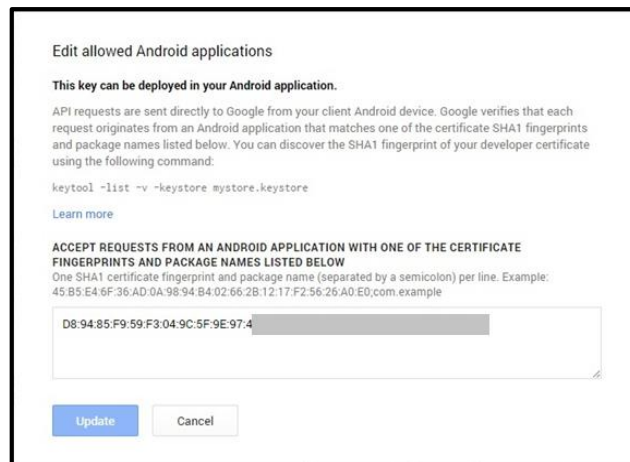 Edit allowed Android applications
This key can be deployed in your Android application.
API requests are sent directly to Google from your client Android device. Google verifies that each
request originates from an Android application that matches one of the certificate SHA1 fingerprints
and package names listed below. You can discover the SHA1 fingerprint of your developer certificate
using the following command:
keytool -list -v -keystore mystore.keystore
Learn more
ACCEPT REQUESTS FROM AN ANDROID APPLICATION WITH ONE OF THE CERTIFICATE
FINGERPRINTS AND PACKAGE NAMES LISTED BELOW
One SHA1 certificate fingerprint and package name (separated by a semicolon) per line. Example:
45:B5:E4:6F:36:AD:0A:98:94:B4:02:66:2B:12:17:F2:56:26:A0:E0;com.example
D8:94:85:F9:59:F3:04:9C:5F:9E:97:4
Update
Cancel